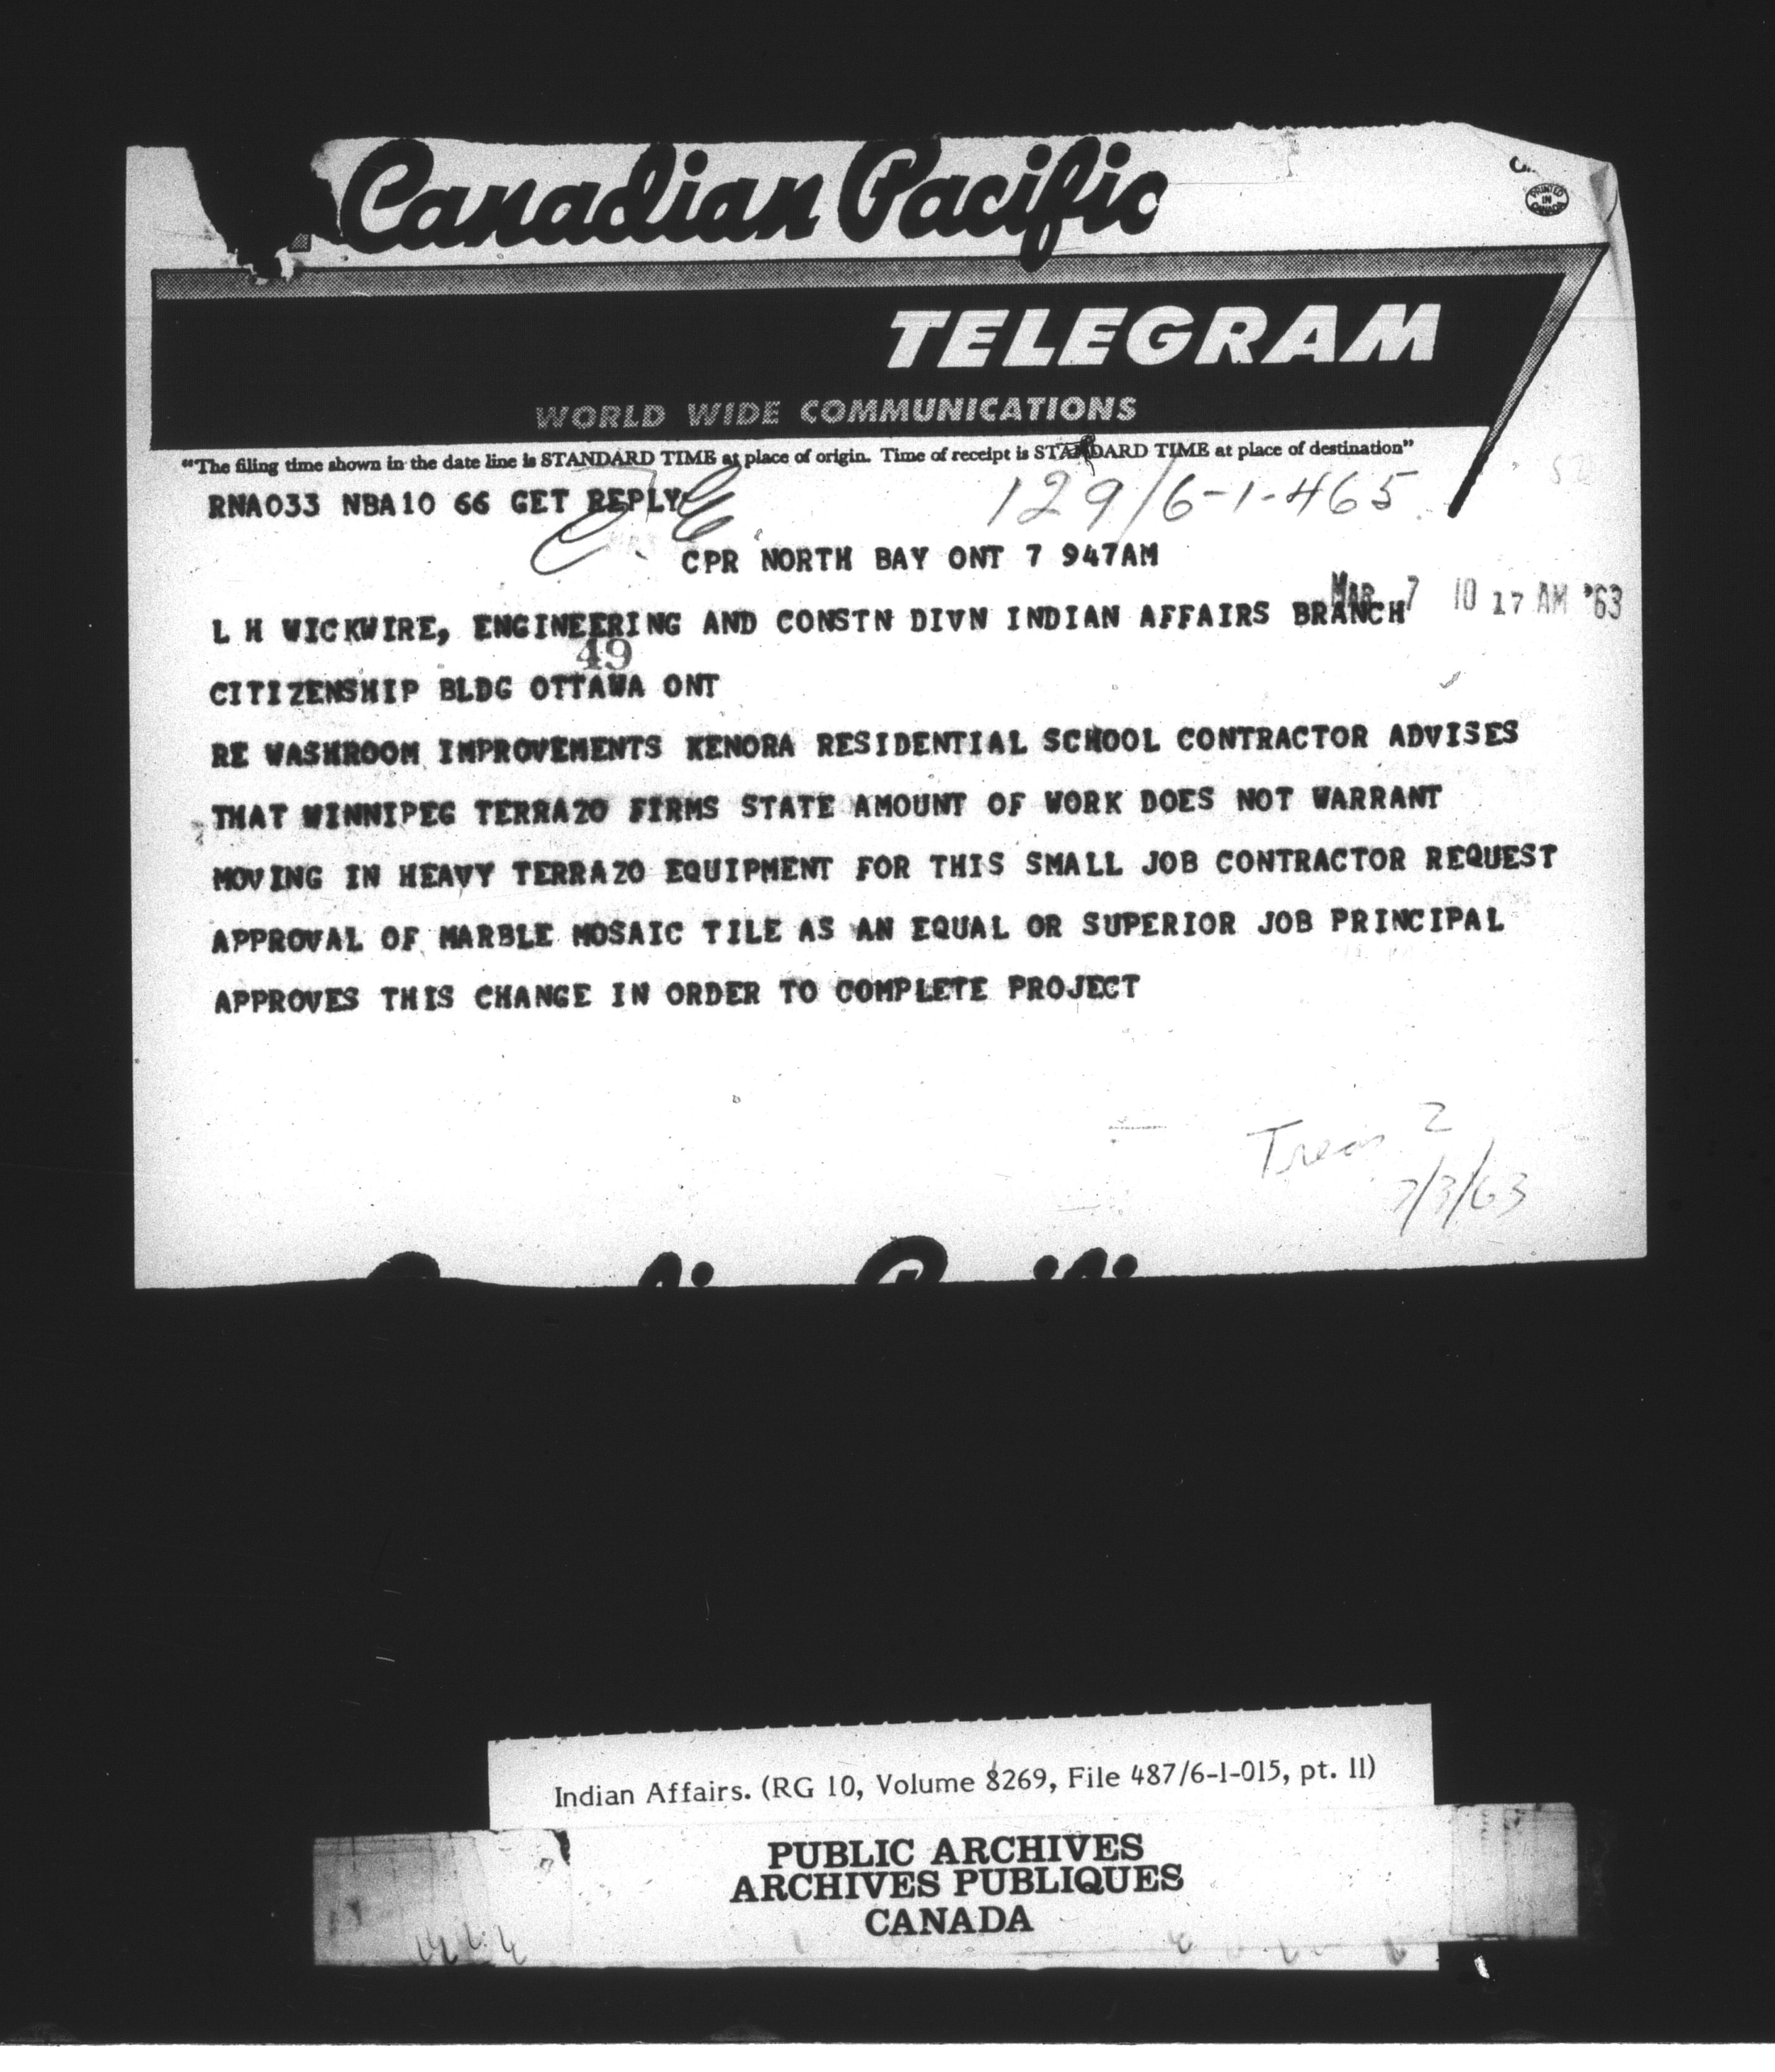 Canadian Pacific
PRINTED
IN
CANADA
TELEGRAM
WORLD WIDE COMMUNICATIONS
"The filing time shown in the date line is STANDARD TIME at place of origin. Time of receipt is STANDARD TIME at place of destination"
RNA033 NBA10 66 GET REPLY
129/6-1-465
CPR NORTH BAY ONT 7 947AM
MAR 7 10 17 AM '63
L H WICKWIRE, ENGINEERING AND CONSTN DIVN INDIAN AFFAIRS BRANCH
49
CITIZENSHIP BLDG OTTAWA ONT
RE WASHROOM IMPROVEMENTS KENORA RESIDENTIAL SCHOOL CONTRACTOR ADVISES
THAT WINNIPEG TERRAZO FIRMS STATE AMOUNT OF WORK DOES NOT WARRANT
MOVING IN HEAVY TERRAZO EQUIPMENT FOR THIS SMALL JOB CONTRACTOR REQUEST
APPROVAL OF MARBLE MOSAIC TILE AS AN EQUAL OR SUPERIOR JOB PRINCIPAL
APPROVES THIS CHANGE IN ORDER TO COMPLETE PROJECT
2
7/3/63
Indian Affairs. (RG 10, Volume 8269, File 487/6-1-015, pt. 11)
PUBLIC ARCHIVES
ARCHIVES PUBLIQUES
CANADA